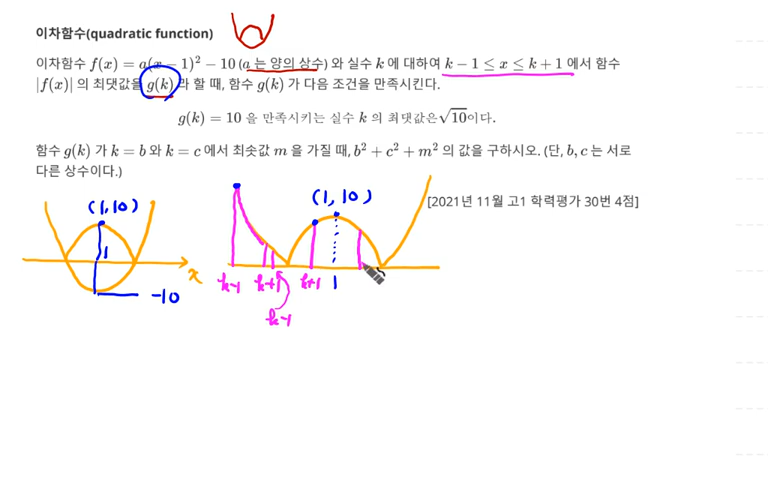 이차함수(quadratic function)
이차함수 f(x) = a(x − 1)² − 10 (a 는 양의 상수) 와 실수 k 에 대하여 k − 1 ≤ x ≤ k + 1 에서 함수
|f(x)| 의 최댓값을 g(k) 라 할 때, 함수 g(k) 가 다음 조건을 만족시킨다.
g(k) = 10 을 만족시키는 실수 k 의 최댓값은 √10이다.
함수 g(k) 가 k = b 와 k = c 에서 최솟값 m 을 가질 때, b² + c² + m² 의 값을 구하시오. (단, b, c 는 서로
다른 상수이다.)
[2021년 11월 고1 학력평가 30번 4점]
(1,10)
1
x
-10
(1,10)
k-1 k+1 k+1 1
k-1